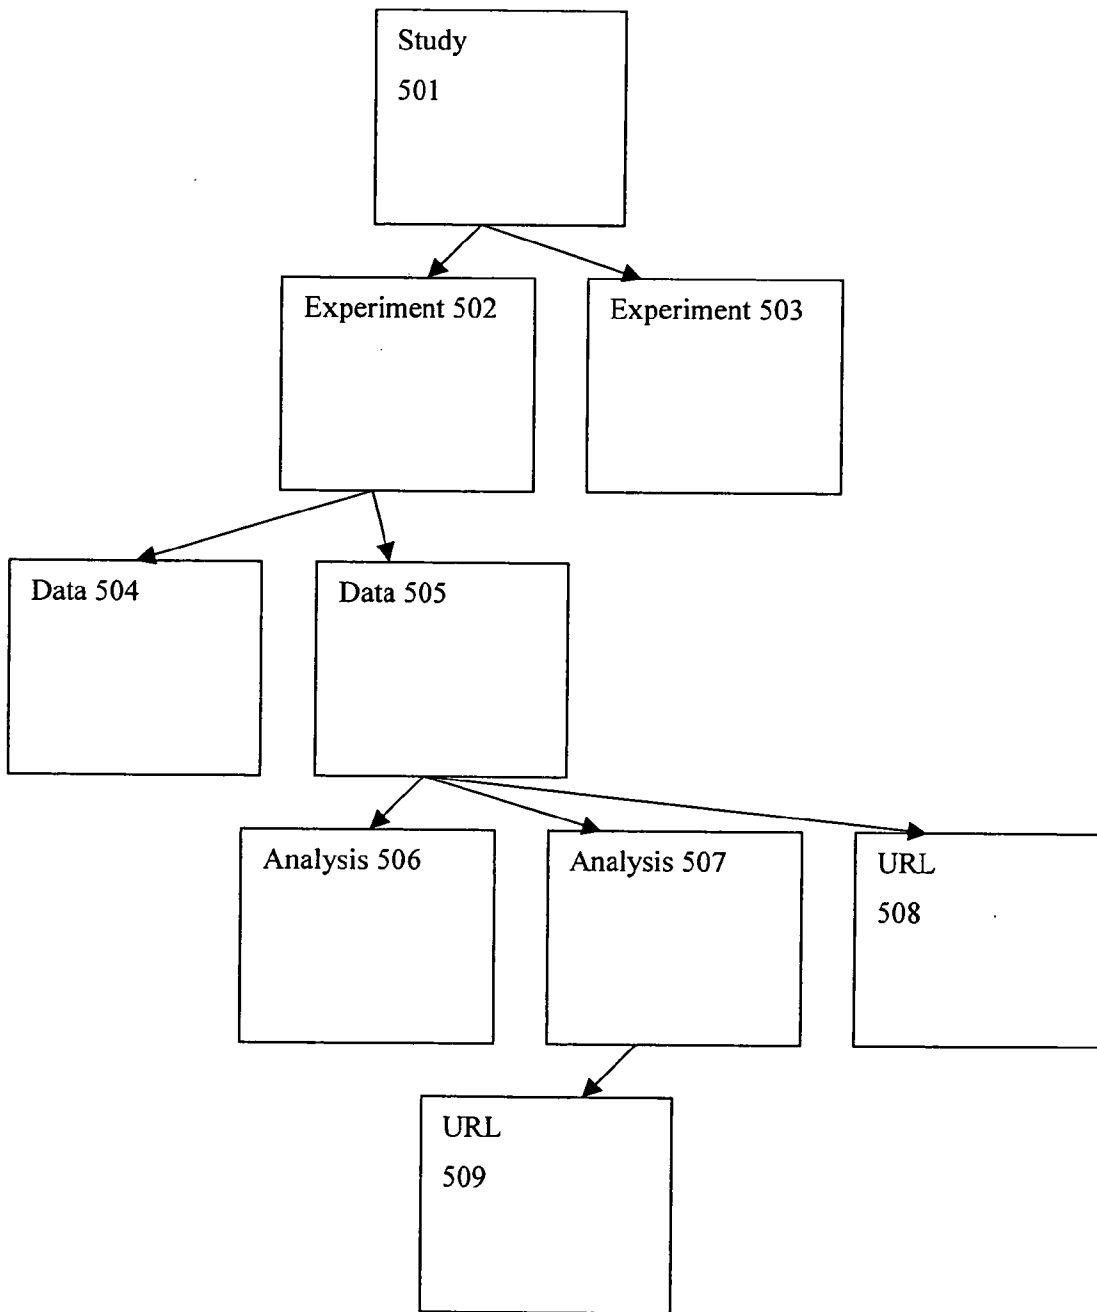 Study
501
Experiment 502
Experiment 503
Data 504
Data 505
Analysis 506
Analysis 507
URL
508
URL
509